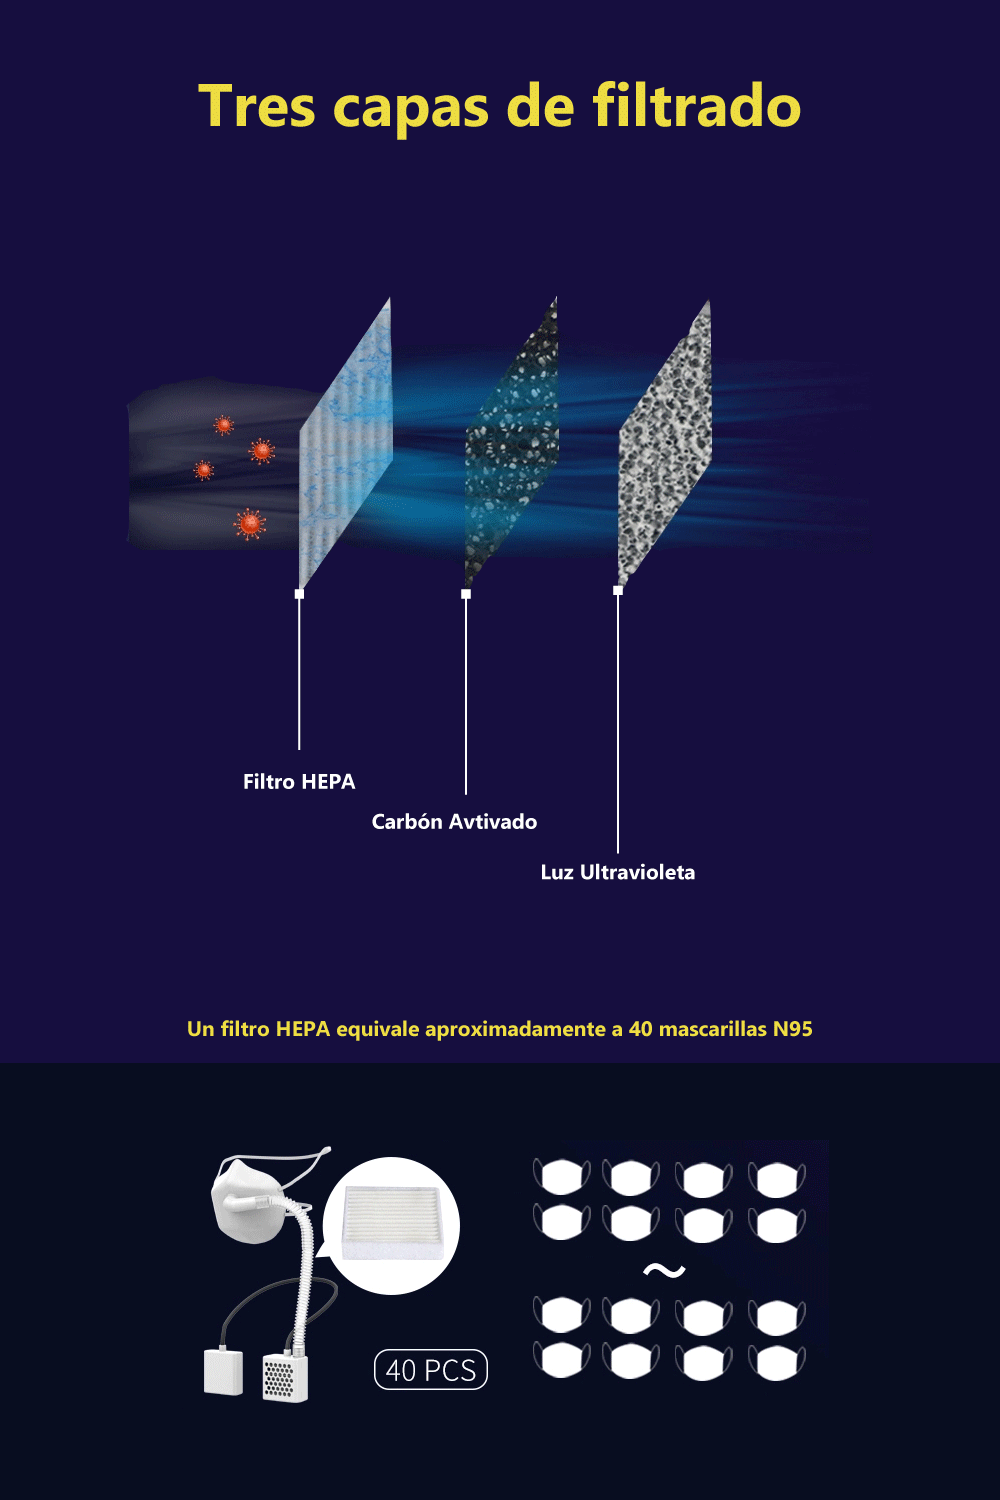 Tres capas de filtrado
Filtro HEPA
Carbón Avtivado
Luz Ultravioleta
Un filtro HEPA equivale aproximadamente a 40 mascarillas N95
40 PCS